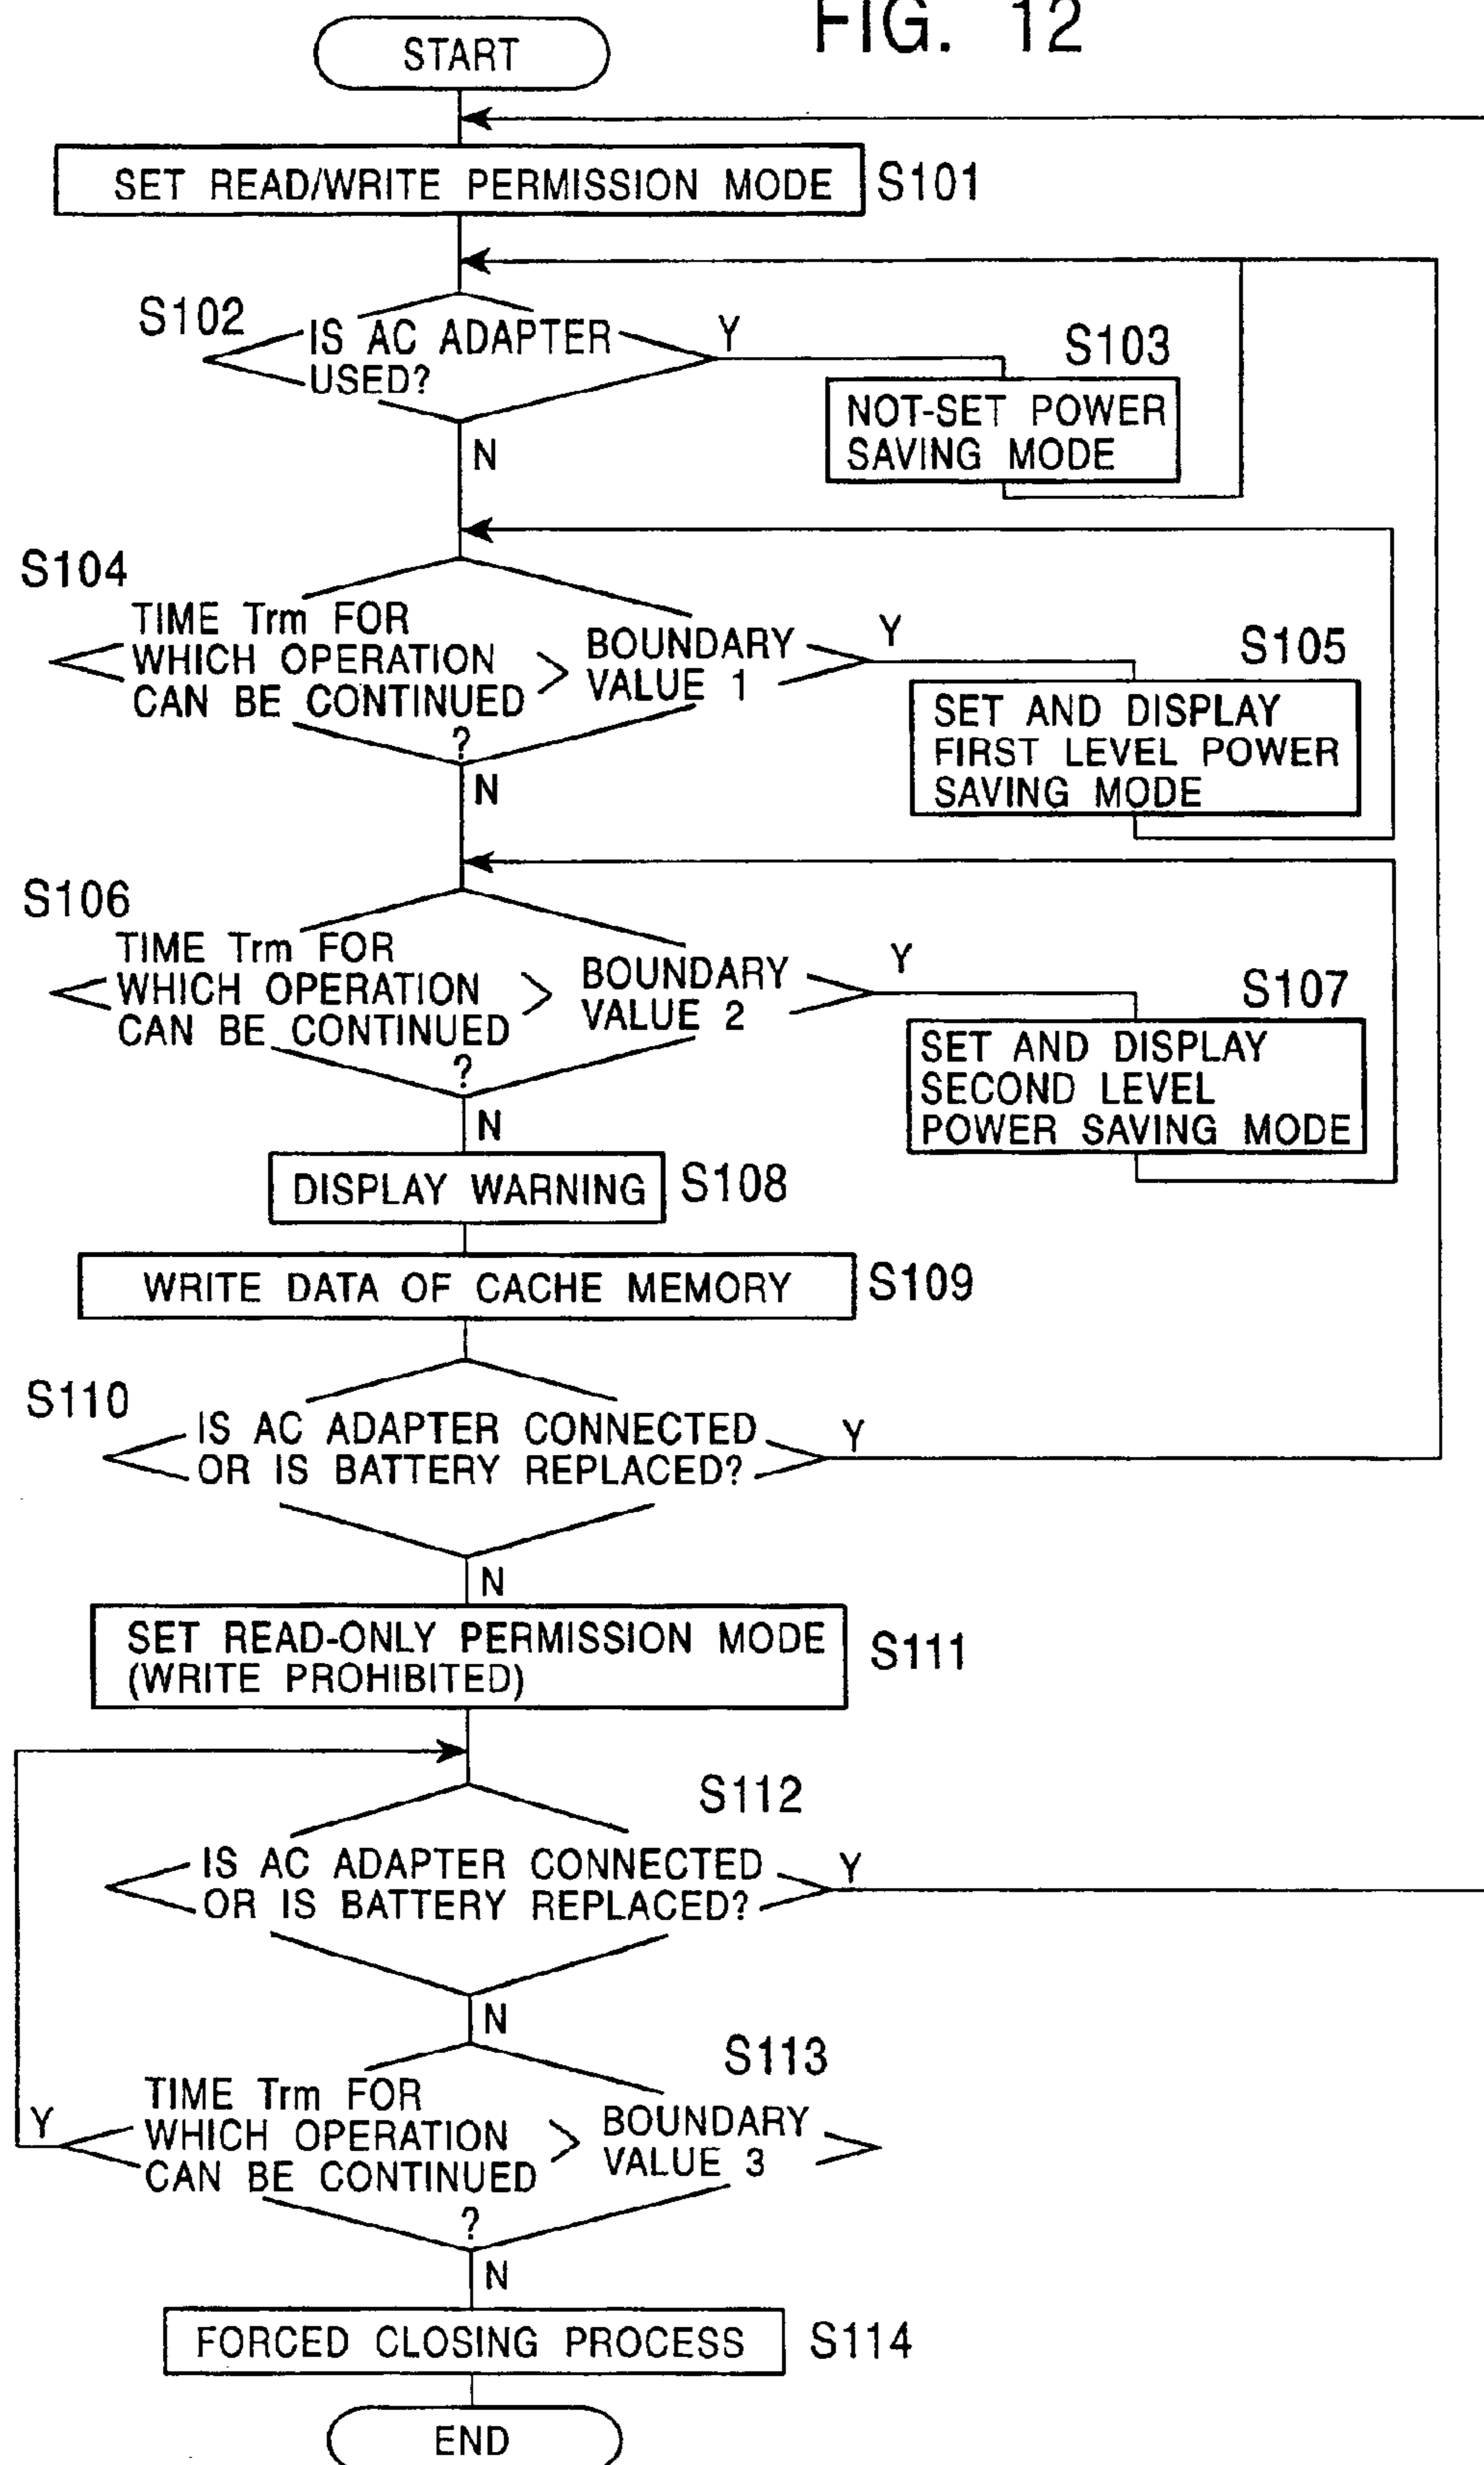 FIG. 12
START
SET READ/WRITE PERMISSION MODE
S101
S102
IS AC ADAPTER
USED?
Y
N
S103
NOT-SET POWER
SAVING MODE
S104
TIME Trm FOR
WHICH OPERATION
CAN BE CONTINUED
>
BOUNDARY
VALUE 1
?
Y
N
S105
SET AND DISPLAY
FIRST LEVEL POWER
SAVING MODE
S106
TIME Trm FOR
WHICH OPERATION
CAN BE CONTINUED
>
BOUNDARY
VALUE 2
?
Y
N
S107
SET AND DISPLAY
SECOND LEVEL
POWER SAVING MODE
DISPLAY WARNING
S108
WRITE DATA OF CACHE MEMORY
S109
S110
IS AC ADAPTER CONNECTED
OR IS BATTERY REPLACED?
Y
N
SET READ-ONLY PERMISSION MODE
(WRITE PROHIBITED)
S111
S112
IS AC ADAPTER CONNECTED
OR IS BATTERY REPLACED?
Y
N
S113
TIME Trm FOR
WHICH OPERATION
CAN BE CONTINUED
>
BOUNDARY
VALUE 3
?
Y
N
FORCED CLOSING PROCESS
S114
END